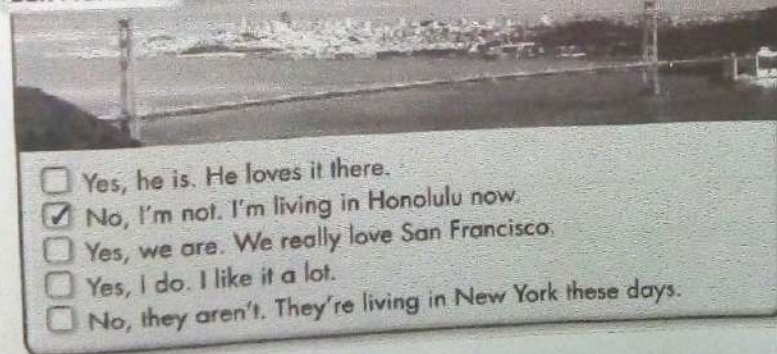 Yes, he is. He loves it there.
No, I'm not. I'm living in Honolulu now.
Yes, we are. We really love San Francisco.
Yes, I do. I like it a lot.
No, they aren't. They're living in New York these days.